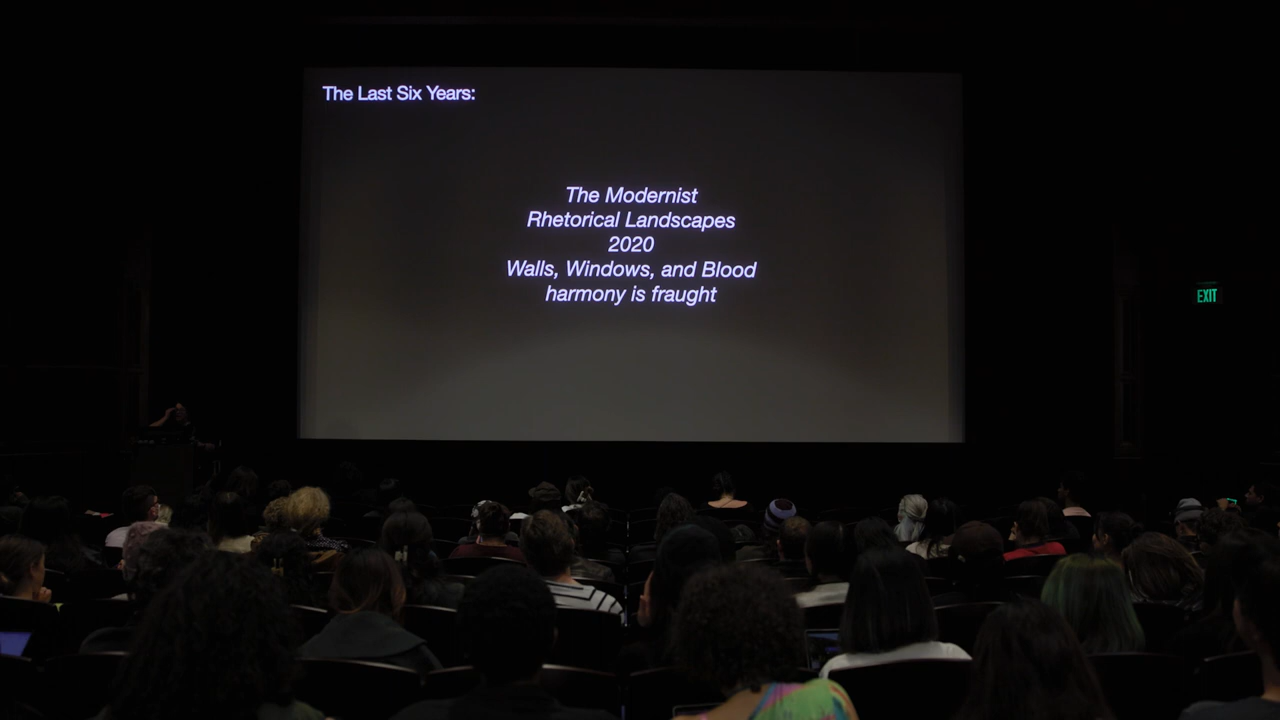 The Last Six Years:
The Modernist
Rhetorical Landscapes
2020
Walls, Windows, and Blood
harmony is fraught
EXIT